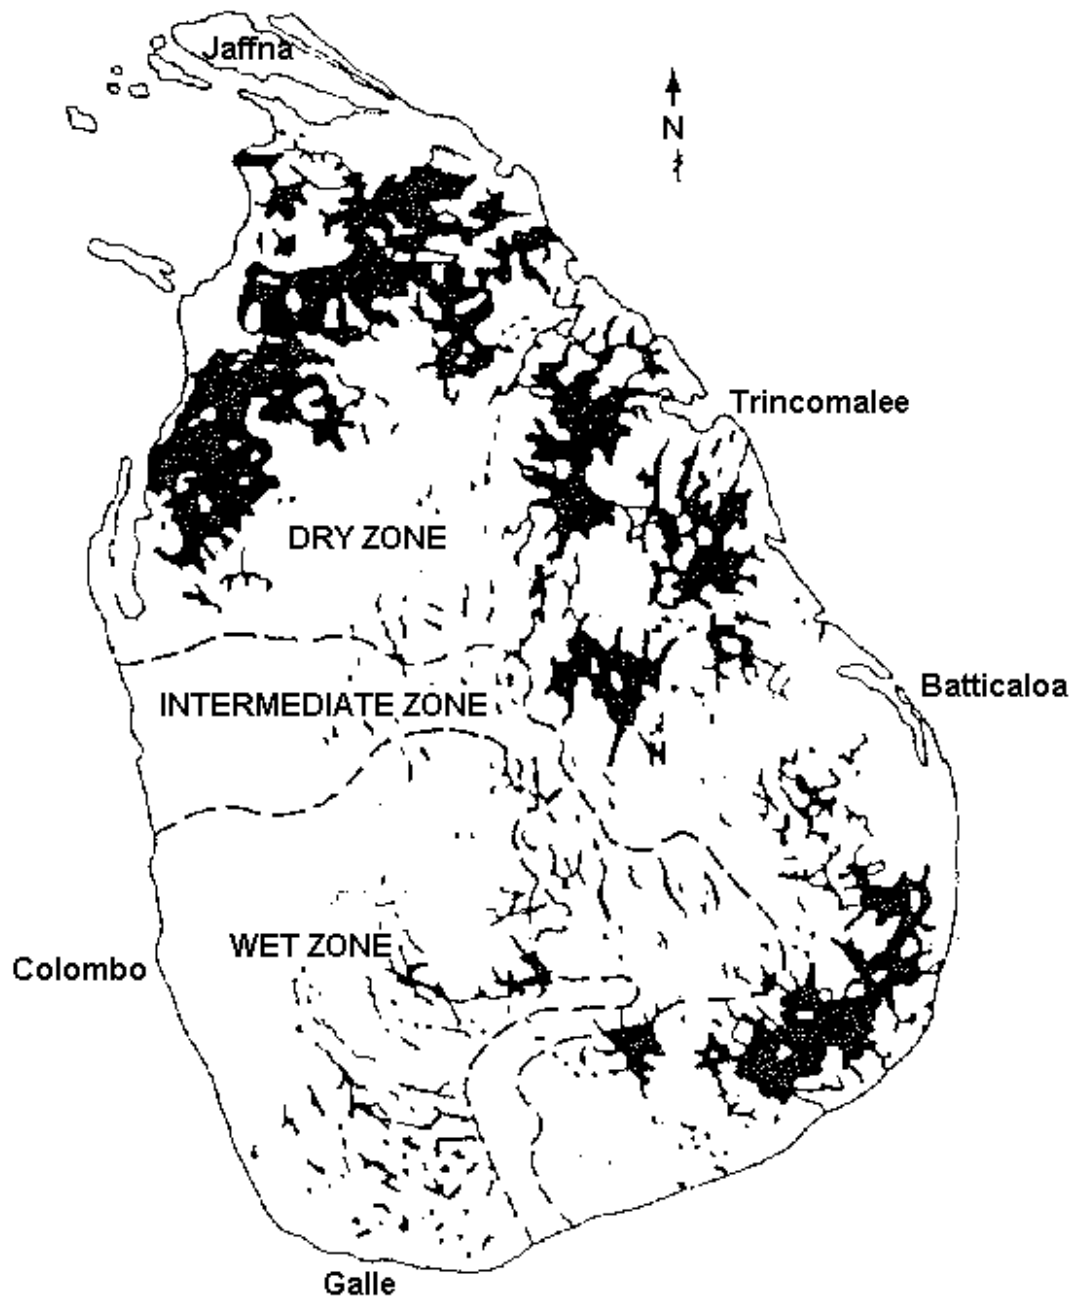 Jaffna
N
Trincomalee
DRY ZONE
Batticaloa
INTERMEDIATE ZONE
WET ZONE
Colombo
Galle